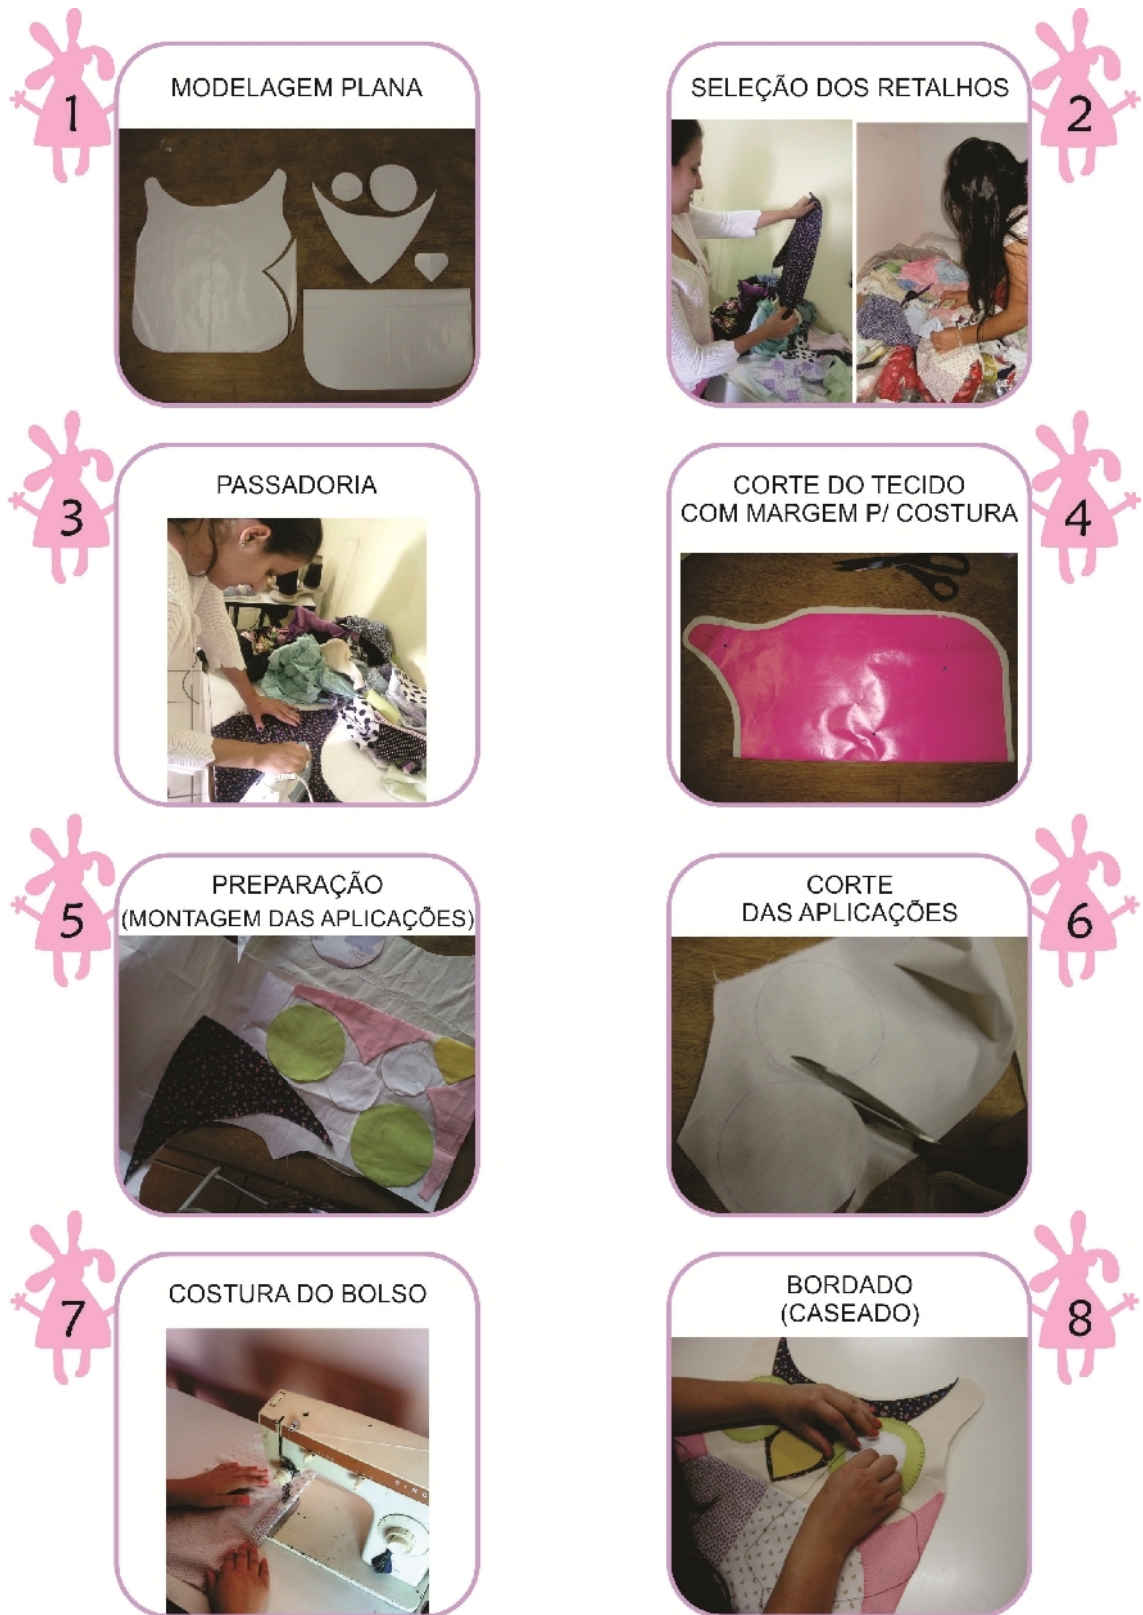 1
MODELAGEM PLANA
SELEÇÃO DOS RETALHOS
2
3
PASSADORIA
CORTE DO TECIDO
COM MARGEM P/ COSTURA
4
5
PREPARAÇÃO
(MONTAGEM DAS APLICAÇÕES)
CORTE
DAS APLICAÇÕES
6
7
COSTURA DO BOLSO
SING
BORDADO
(CASEADO)
8